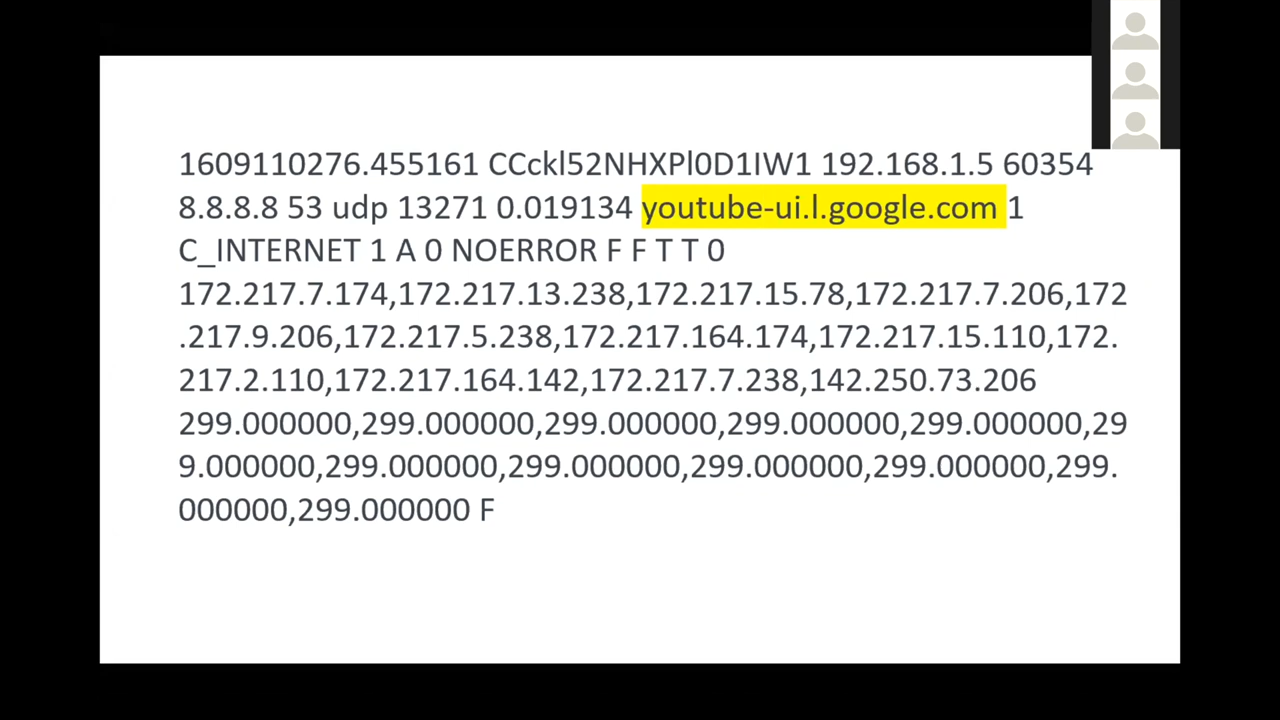 1609110276.455161 CCckl52NHXPl0D1IW1 192.168.1.5 60354
8.8.8.8 53 udp 13271 0.019134 youtube-ui.l.google.com 1
C_INTERNET 1 A 0 NOERROR F F T T 0
172.217.7.174,172.217.13.238,172.217.15.78,172.217.7.206,172
.217.9.206,172.217.5.238,172.217.164.174,172.217.15.110,172.
217.2.110,172.217.164.142,172.217.7.238,142.250.73.206
299.000000,299.000000,299.000000,299.000000,299.000000,29
9.000000,299.000000,299.000000,299.000000,299.000000,299.
000000,299.000000 F